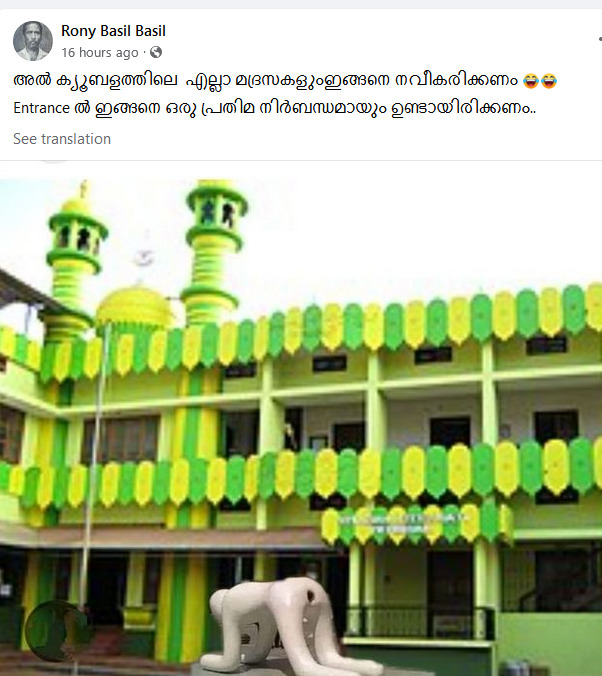 Rony Basil Basil
16 hours ago ·
അൽ ക്യൂബളത്തിലെ എല്ലാ മദ്രസകളുംഇങ്ങനെ നവീകരിക്കണം 😂😂
Entrance ൽ ഇങ്ങനെ ഒരു പ്രതിമ നിർബന്ധമായും ഉണ്ടായിരിക്കണം..
See translation